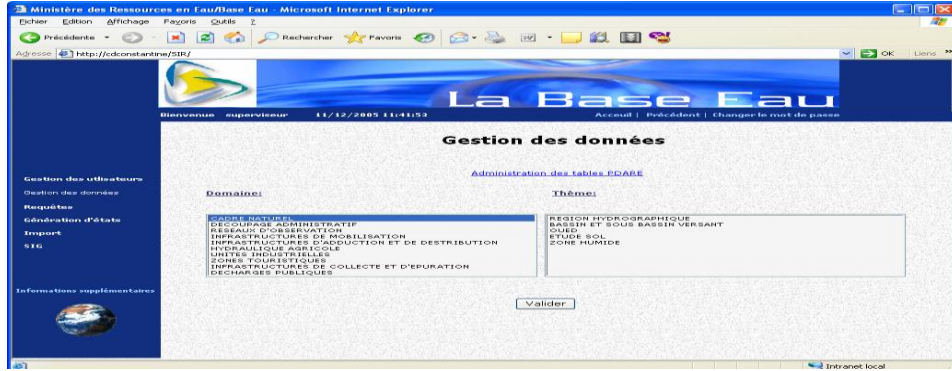 Ministère des Ressources en Eau/Base Eau - Microsoft Internet Explorer
Fichier Edition Affichage Favoris Outils ?
Précédente Rechercher Favoris
Adresse http://cdconstantine/SIR/ OK Liens »
La Base Eau
Bienvenue superviseur 11/12/2005 11:41:53 Acceuil | Précédent | Changer le mot de passe
Gestion des données
Administration des tables PDARE
Gestion des utlisateurs
Gestion des données
Requêtes
Génération d'états
Import
SIG
Informations supplémentaires
Domaine:
CADRE NATUREL
DECOUPAGE ADMINISTRATIF
RESEAUX D'OBSERVATION
INFRASTRUCTURES DE MOBILISATION
INFRASTRUCTURES D'ADDUCTION ET DE DESTRIBUTION
HYDRAULIQUE AGRICOLE
UNITES INDUSTRIELLES
ZONES TOURISTIQUES
INFRASTRUCTURES DE COLLECTE ET D'EPURATION
DECHARGES PUBLIQUES
Thème:
REGION HYDROGRAPHIQUE
BASSIN ET SOUS BASSIN VERSANT
OUED
ETUDE SOL
ZONE HUMIDE
Valider
Intranet local